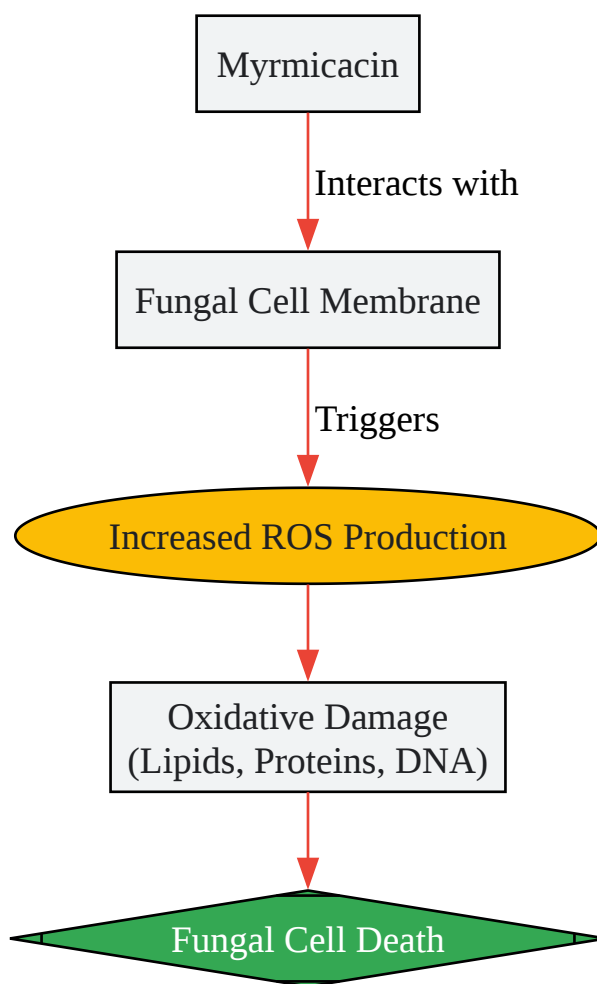 Myrmicacin
Interacts with
Fungal Cell Membrane
Triggers
Increased ROS Production
Oxidative Damage
(Lipids, Proteins, DNA)
Fungal Cell Death